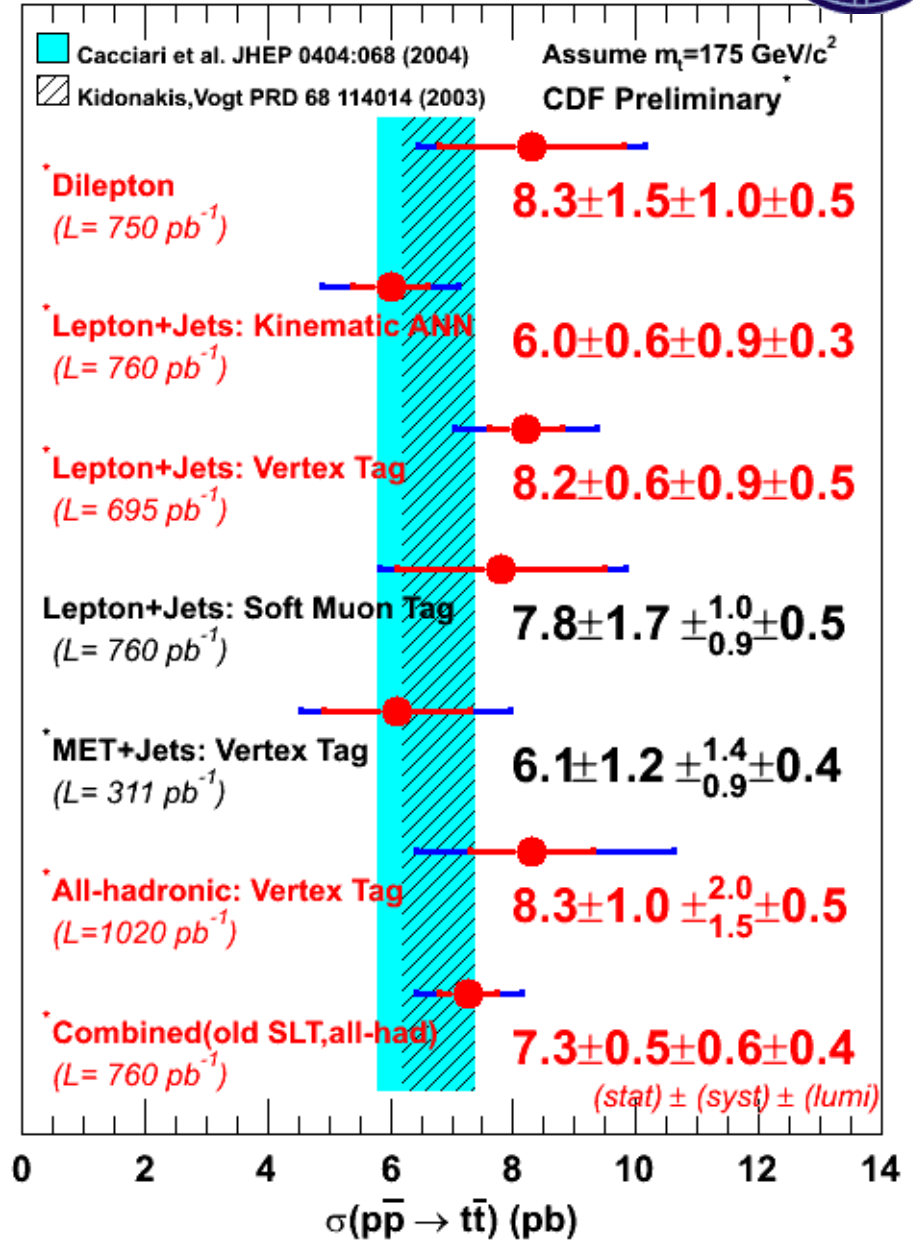 Cacciari et al. JHEP 0404:068 (2004)
Assume mₜ=175 GeV/c²
Kidonakis,Vogt PRD 68 114014 (2003)
CDF Preliminary*
*Dilepton
(L= 750 pb⁻¹)
8.3±1.5±1.0±0.5
*Lepton+Jets: Kinematic ANN
(L= 760 pb⁻¹)
6.0±0.6±0.9±0.3
*Lepton+Jets: Vertex Tag
(L= 695 pb⁻¹)
8.2±0.6±0.9±0.5
Lepton+Jets: Soft Muon Tag
(L= 760 pb⁻¹)
7.8±1.7 ±¹·⁰₀.₉±0.5
*MET+Jets: Vertex Tag
(L= 311 pb⁻¹)
6.1±1.2 ±¹·⁴₀.₉±0.4
*All-hadronic: Vertex Tag
(L=1020 pb⁻¹)
8.3±1.0 ±²·⁰₁.₅±0.5
*Combined(old SLT,all-had)
(L= 760 pb⁻¹)
7.3±0.5±0.6±0.4
(stat) ± (syst) ± (lumi)
0 2 4 6 8 10 12 14
σ(pp̅ → tt̅) (pb)